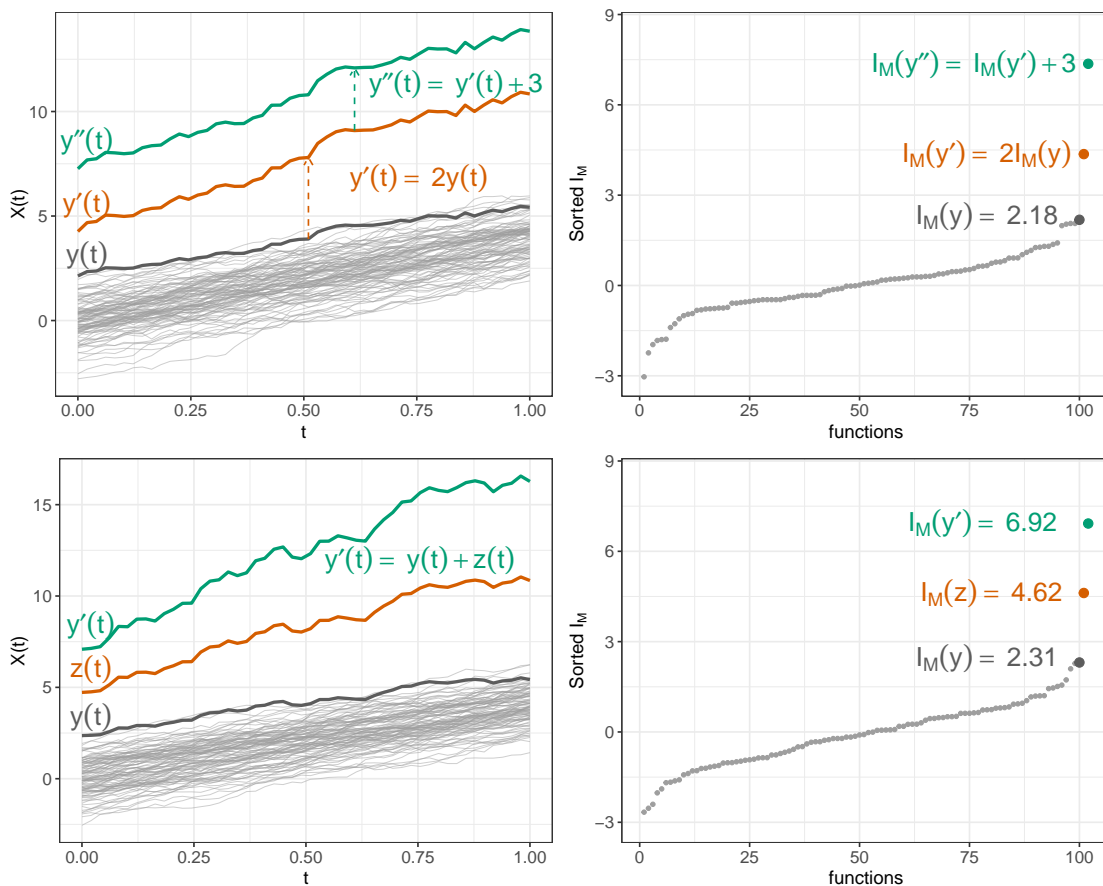 y″(t) = y′(t) + 3
y″(t)
y′(t)
y′(t) = 2y(t)
y(t)
X(t)
10
5
0
0.00 0.25 0.50 0.75 1.00
t
I_M(y″) = I_M(y′) + 3
I_M(y′) = 2I_M(y)
I_M(y) = 2.18
Sorted I_M
9
6
3
0
−3
0 25 50 75 100
functions
y′(t) = y(t) + z(t)
y′(t)
z(t)
y(t)
X(t)
15
10
5
0
0.00 0.25 0.50 0.75 1.00
t
I_M(y′) = 6.92
I_M(z) = 4.62
I_M(y) = 2.31
Sorted I_M
9
6
3
0
−3
0 25 50 75 100
functions